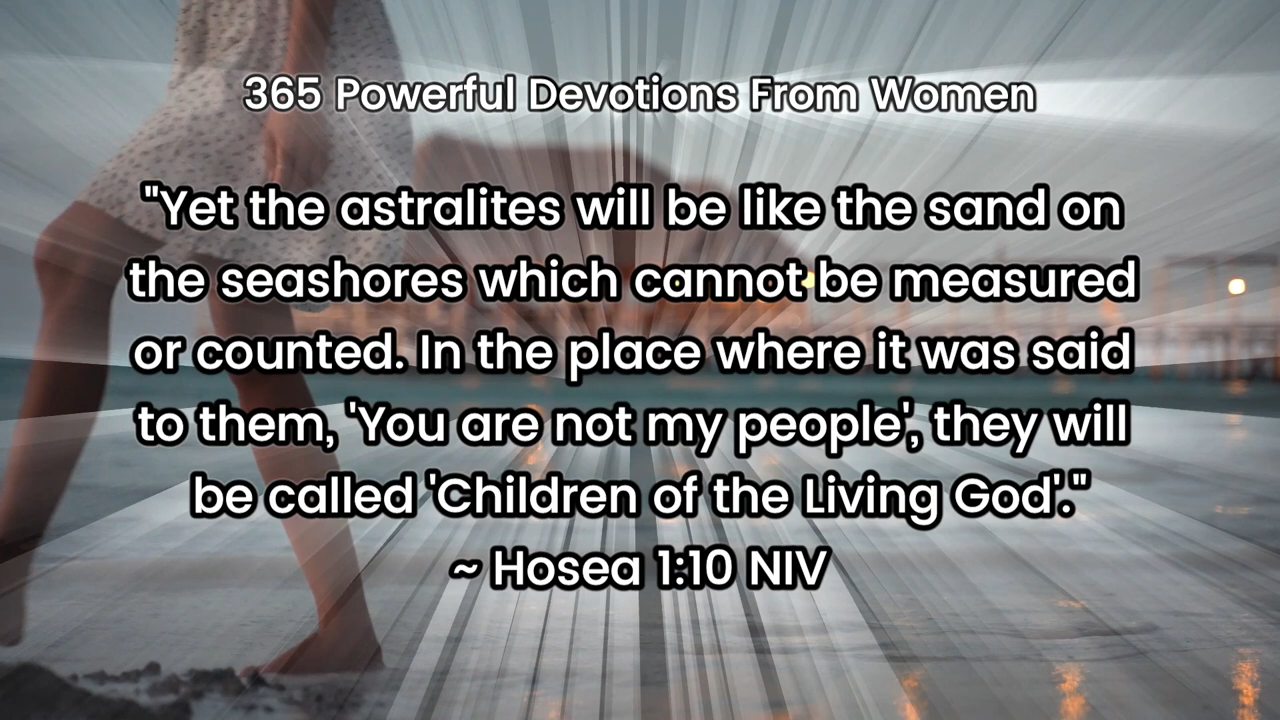 365 Powerful Devotions From Women
"Yet the astralites will be like the sand on
the seashores which cannot be measured
or counted. In the place where it was said
to them, 'You are not my people', they will
be called 'Children of the Living God'."
~ Hosea 1:10 NIV